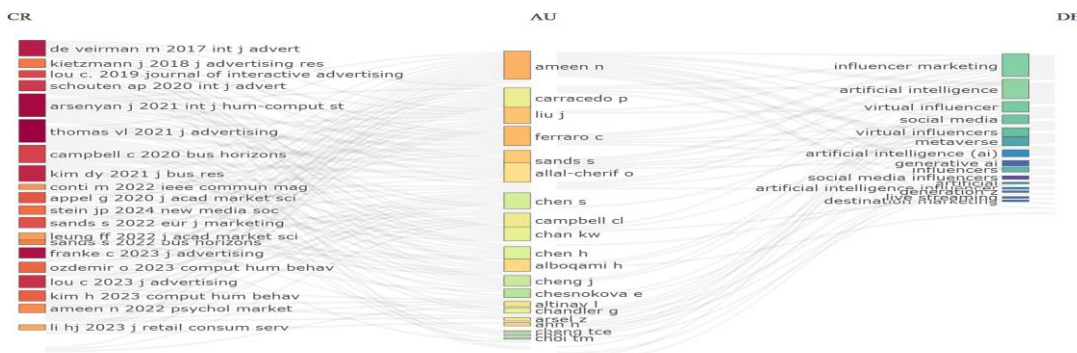 CR AU DE
de veirman m 2017 int j advert
kietzmann j 2018 j advertising res
lou c. 2019 journal of interactive advertising
schouten ap 2020 int j advert
arsenyan j 2021 int j hum-comput st
thomas vl 2021 j advertising
campbell c 2020 bus horizons
kim dy 2021 j bus res
conti m 2022 ieee commun mag
appel g 2020 j acad market sci
stein jp 2024 new media soc
sands s 2022 eur j marketing
leung ff 2022 j acad market sci
sands s 2022 bus horizons
franke c 2023 j advertising
ozdemir o 2023 comput hum behav
lou c 2023 j advertising
kim h 2023 comput hum behav
ameen n 2022 psychol market
li hj 2023 j retail consum serv
ameen n
carracedo p
liu j
ferraro c
sands s
allal-cherif o
chen s
campbell cl
chan kw
chen h
alboqami h
cheng j
chesnokova e
altinay l
chandler g
arsel z
ahn n
cheng tce
choi tm
influencer marketing
artificial intelligence
virtual influencer
social media
virtual influencers
metaverse
artificial intelligence (ai)
generative ai
influencers
social media influencers
artificial
artificial intelligence influencer
generation z
live streaming
destination marketing